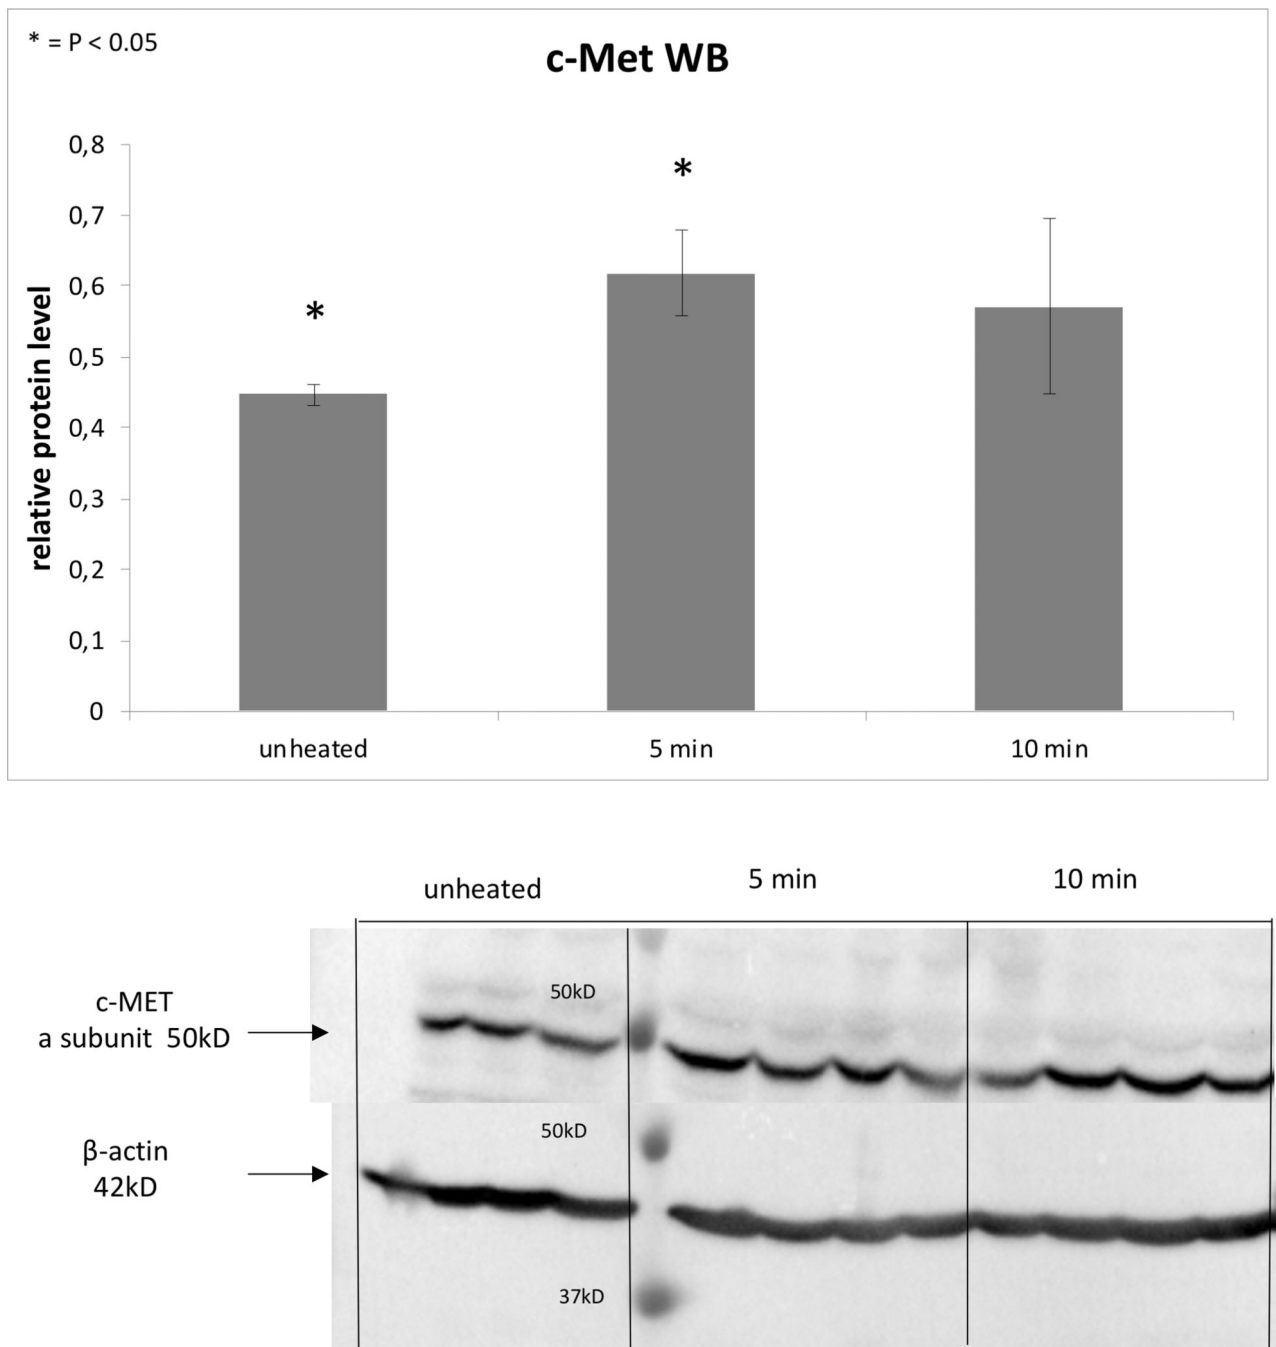 * = P < 0.05
c-Met WB
relative protein level
0,8
0,7
0,6
0,5
0,4
0,3
0,2
0,1
0
*
*
unheated
5 min
10 min
unheated
5 min
10 min
c-MET
a subunit 50kD
50kD
β-actin
42kD
50kD
37kD